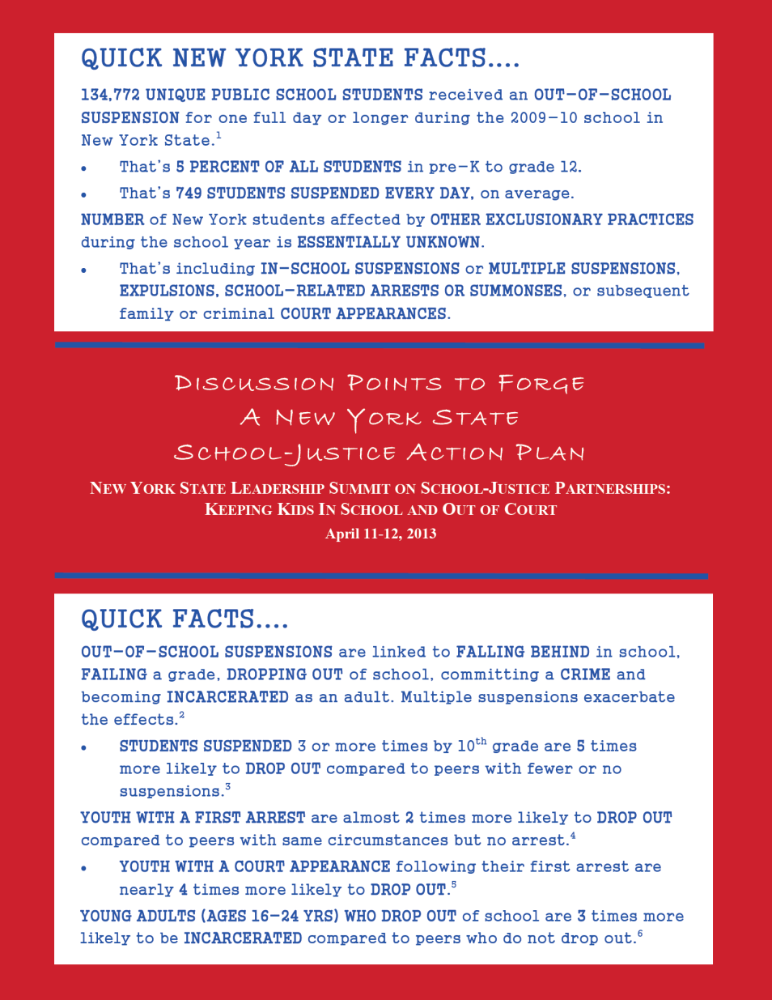 QUICK NEW YORK STATE FACTS....
134,772 UNIQUE PUBLIC SCHOOL STUDENTS received an OUT-OF-SCHOOL
SUSPENSION for one full day or longer during the 2009-10 school in
New York State.1
• That's 5 PERCENT OF ALL STUDENTS in pre-K to grade 12.
• That's 749 STUDENTS SUSPENDED EVERY DAY, on average.
NUMBER of New York students affected by OTHER EXCLUSIONARY PRACTICES
during the school year is ESSENTIALLY UNKNOWN.
• That's including IN-SCHOOL SUSPENSIONS or MULTIPLE SUSPENSIONS,
EXPULSIONS, SCHOOL-RELATED ARRESTS OR SUMMONSES, or subsequent
family or criminal COURT APPEARANCES.
DISCUSSION POINTS TO FORGE
A NEW YORK STATE
SCHOOL-JUSTICE ACTION PLAN
NEW YORK STATE LEADERSHIP SUMMIT ON SCHOOL-JUSTICE PARTNERSHIPS:
KEEPING KIDS IN SCHOOL AND OUT OF COURT
April 11-12, 2013
QUICK FACTS....
OUT-OF-SCHOOL SUSPENSIONS are linked to FALLING BEHIND in school,
FAILING a grade, DROPPING OUT of school, committing a CRIME and
becoming INCARCERATED as an adult. Multiple suspensions exacerbate
the effects.2
• STUDENTS SUSPENDED 3 or more times by 10th grade are 5 times
more likely to DROP OUT compared to peers with fewer or no
suspensions.3
YOUTH WITH A FIRST ARREST are almost 2 times more likely to DROP OUT
compared to peers with same circumstances but no arrest.4
• YOUTH WITH A COURT APPEARANCE following their first arrest are
nearly 4 times more likely to DROP OUT.5
YOUNG ADULTS (AGES 16-24 YRS) WHO DROP OUT of school are 3 times more
likely to be INCARCERATED compared to peers who do not drop out.6